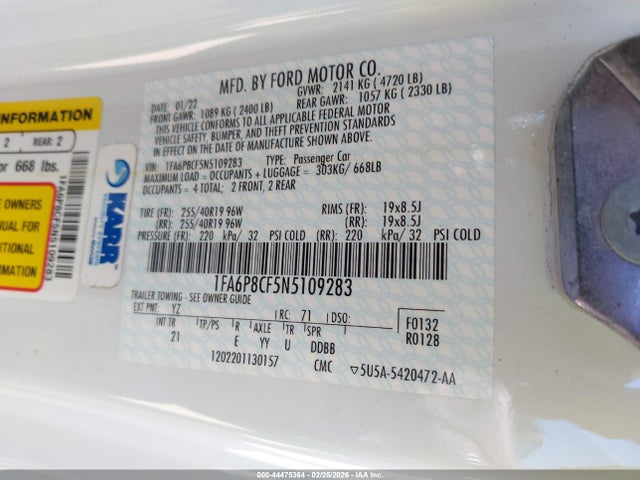 MFD. BY FORD MOTOR CO.
DATE: 01/22 GVWR: 2141 KG ( 4720 LB)
FRONT GAWR: 1089 KG ( 2400 LB) REAR GAWR: 1057 KG ( 2330 LB)
THIS VEHICLE CONFORMS TO ALL APPLICABLE FEDERAL MOTOR
VEHICLE SAFETY, BUMPER, AND THEFT PREVENTION STANDARDS
IN EFFECT ON THE DATE OF MANUFACTURE SHOWN ABOVE.
VIN: 1FA6P8CF5N5109283 TYPE: Passenger Car
MAXIMUM LOAD = OCCUPANTS + LUGGAGE = 303KG/ 668LB
OCCUPANTS = 4 TOTAL; 2 FRONT, 2 REAR
TIRE (FR): 255/40R19 96W RIMS (FR): 19x8.5J
(RR): 255/40R19 96W (RR): 19x8.5J
PRESSURE (FR): 220 kPa/ 32 PSI COLD (RR): 220 kPa/ 32 PSI COLD
1FA6P8CF5N5109283
TRAILER TOWING - SEE OWNER GUIDE
EXT PNT: YZ RC: 71 DSO:
INT TR TP/PS R AXLE TR SPR F0132
21 E YY U DDBB R0128
1202201130157 CMC ▽5U5A-5420472-AA
INFORMATION
2 REAR: 2
or 668 lbs.
OWNERS
MANUAL FOR
1FA6P8CF5N5109283
KARR
000-44475364 - 02/25/2026 - IAA, Inc.